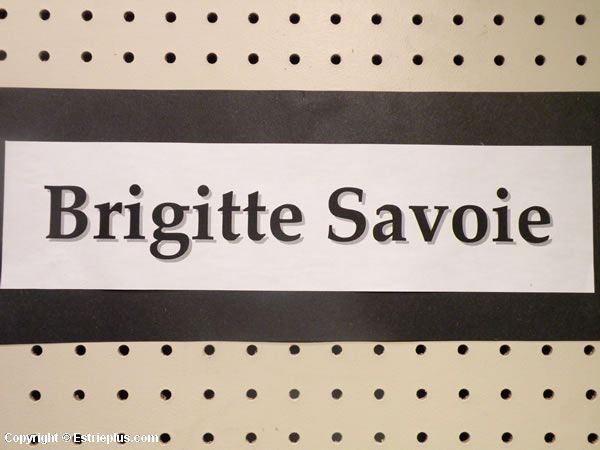 Brigitte Savoie
Copyright © Estrieplus.com